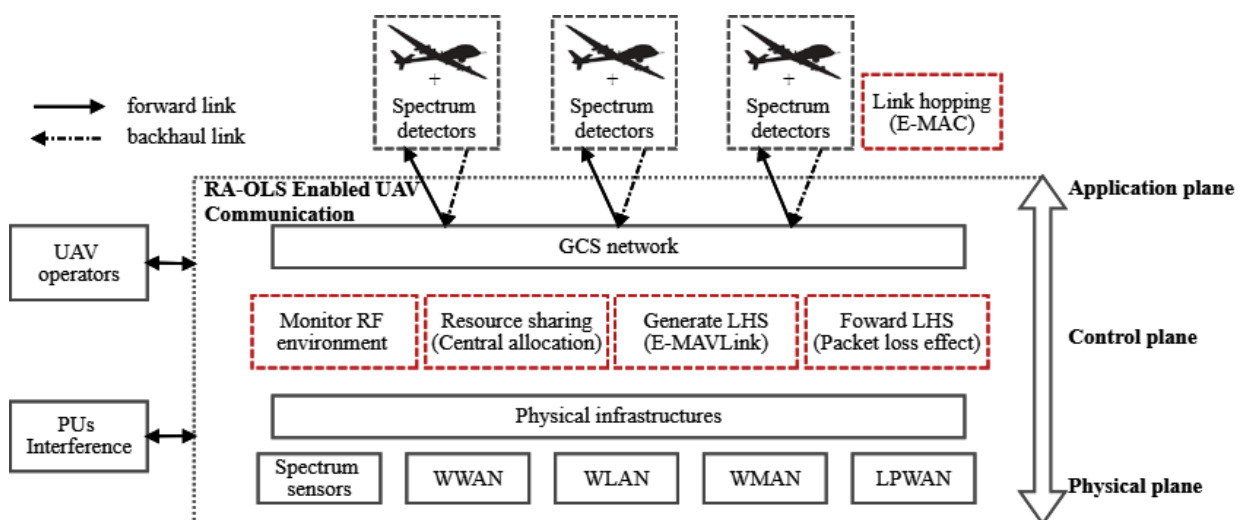 forward link
backhaul link
+
Spectrum
detectors
+
Spectrum
detectors
+
Spectrum
detectors
Link hopping
(E-MAC)
RA-OLS Enabled UAV
Communication
Application plane
UAV
operators
GCS network
Monitor RF
environment
Resource sharing
(Central allocation)
Generate LHS
(E-MAVLink)
Foward LHS
(Packet loss effect)
Control plane
PUs
Interference
Physical infrastructures
Spectrum
sensors
WWAN
WLAN
WMAN
LPWAN
Physical plane